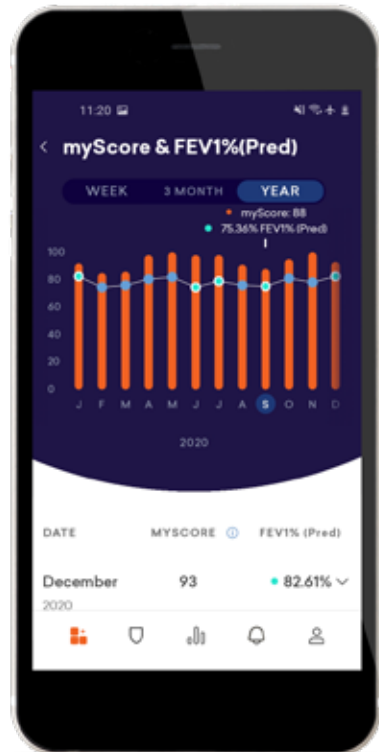 11:20
myScore & FEV1%(Pred)
WEEK 3 MONTH YEAR
myScore: 88
75.36% FEV1% (Pred)
100
80
60
40
20
0
J F M A M J J A S O N D
2020
DATE MYSCORE FEV1% (Pred)
December 93 82.61%
2020